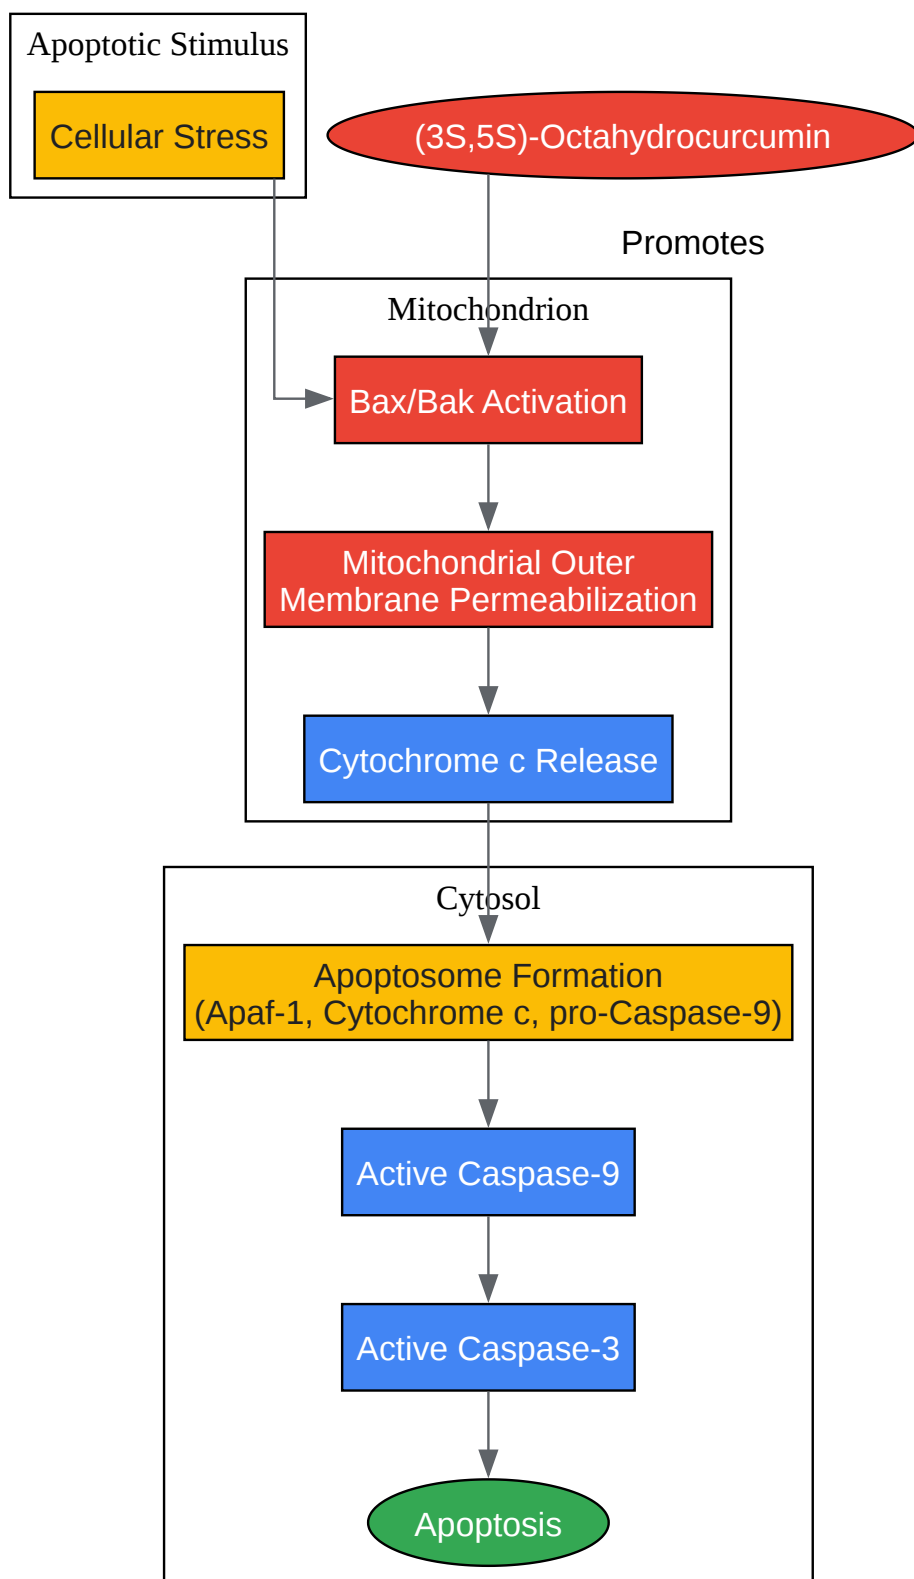 Apoptotic Stimulus
Cellular Stress
(3S,5S)-Octahydrocurcumin
Promotes
Mitochondrion
Bax/Bak Activation
Mitochondrial Outer
Membrane Permeabilization
Cytochrome c Release
Cytosol
Apoptosome Formation
(Apaf-1, Cytochrome c, pro-Caspase-9)
Active Caspase-9
Active Caspase-3
Apoptosis